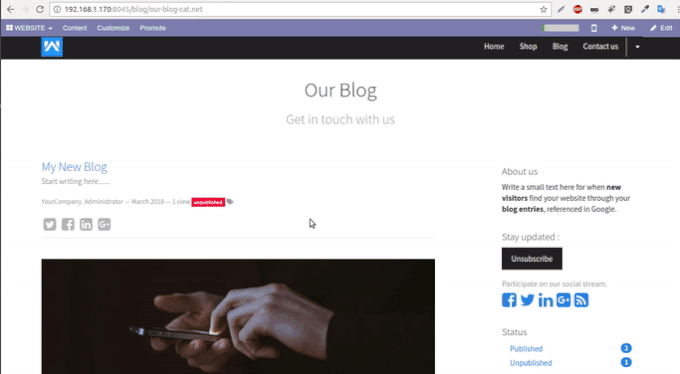 192.168.1.170:8045/blog/our-blog-cat.net
WEBSITE Content Customize Promote + New Edit
Home Shop Blog Contact us
Our Blog
Get in touch with us
My New Blog
Start writing here......
YourCompany, Administrator — March 2018 — 1 view unpublished
About us
Write a small text here for when new
visitors find your website through your
blog entries, referenced in Google.
Stay updated :
Unsubscribe
Participate on our social stream.
Status
Published 2
Unpublished 1